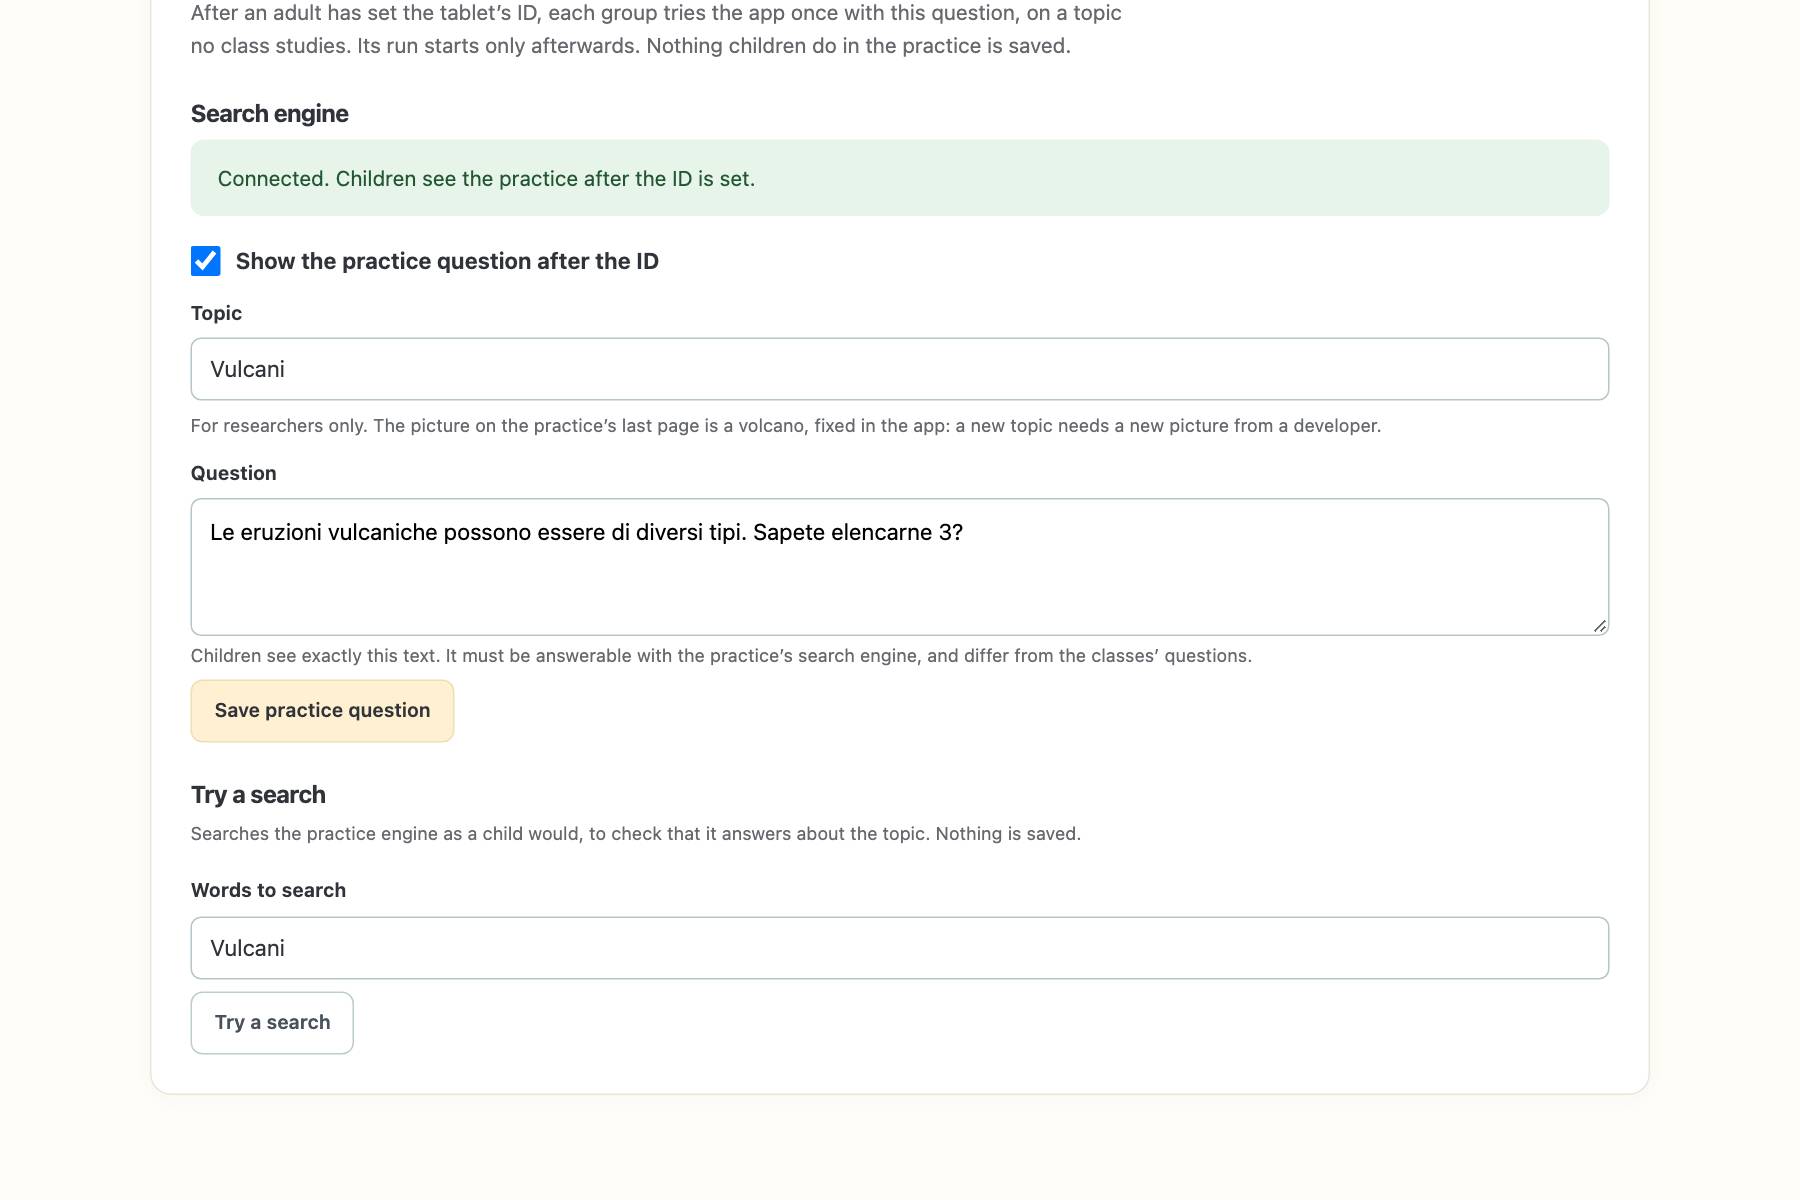 After an adult has set the tablet’s ID, each group tries the app once with this question, on a topic
no class studies. Its run starts only afterwards. Nothing children do in the practice is saved.
Search engine
Connected. Children see the practice after the ID is set.
Show the practice question after the ID
Topic
Vulcani
For researchers only. The picture on the practice’s last page is a volcano, fixed in the app: a new topic needs a new picture from a developer.
Question
Le eruzioni vulcaniche possono essere di diversi tipi. Sapete elencarne 3?
Children see exactly this text. It must be answerable with the practice’s search engine, and differ from the classes’ questions.
Save practice question
Try a search
Searches the practice engine as a child would, to check that it answers about the topic. Nothing is saved.
Words to search
Vulcani
Try a search